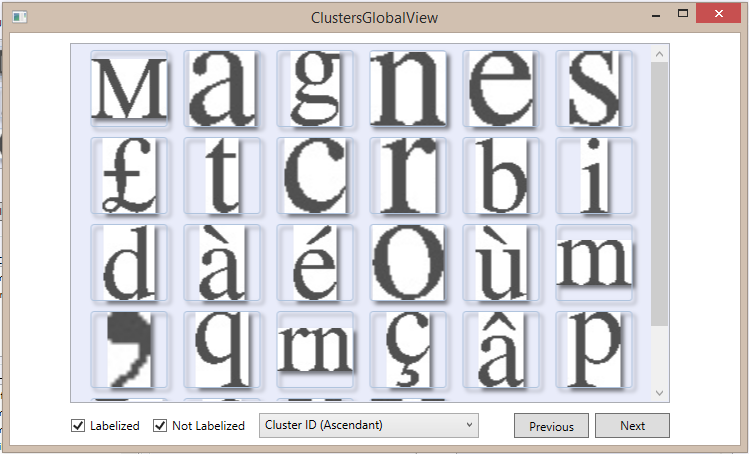 ClustersGlobalView
M a g n e s
£ t c r b i
d à é O ù m
, q rn ç â p
Labelized Not Labelized Cluster ID (Ascendant) Previous Next